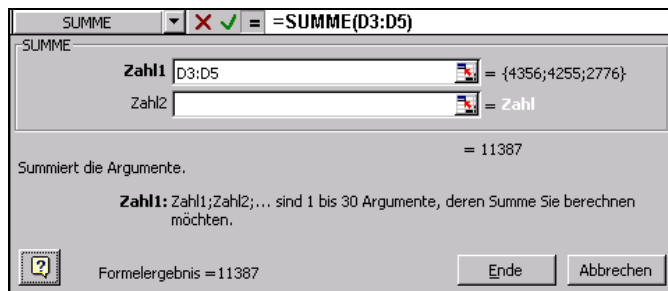 SUMME =SUMME(D3:D5)
SUMME
Zahl1 D3:D5 = {4356;4255;2776}
Zahl2 = Zahl
= 11387
Summiert die Argumente.
Zahl1: Zahl1;Zahl2;... sind 1 bis 30 Argumente, deren Summe Sie berechnen
möchten.
Formelergebnis =11387 Ende Abbrechen